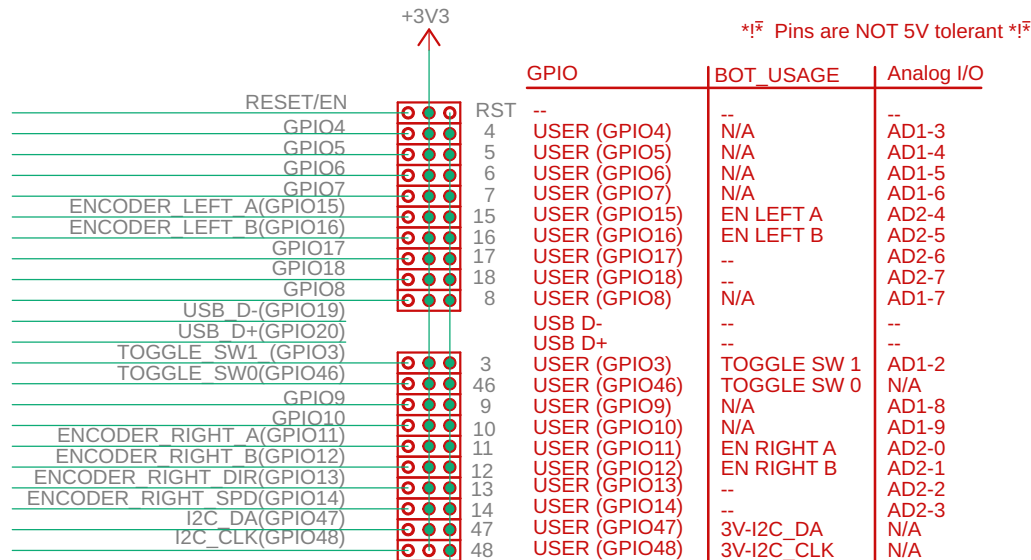 +3V3
*!* Pins are NOT 5V tolerant *!*
GPIO BOT_USAGE Analog I/O
RESET/EN RST -- -- --
GPIO4 4 USER (GPIO4) N/A AD1-3
GPIO5 5 USER (GPIO5) N/A AD1-4
GPIO6 6 USER (GPIO6) N/A AD1-5
GPIO7 7 USER (GPIO7) N/A AD1-6
ENCODER_LEFT_A(GPIO15) 15 USER (GPIO15) EN LEFT A AD2-4
ENCODER_LEFT_B(GPIO16) 16 USER (GPIO16) EN LEFT B AD2-5
GPIO17 17 USER (GPIO17) -- AD2-6
GPIO18 18 USER (GPIO18) -- AD2-7
GPIO8 8 USER (GPIO8) N/A AD1-7
USB_D-(GPIO19) USB D- -- --
USB_D+(GPIO20) USB D+ -- --
TOGGLE_SW1_(GPIO3) 3 USER (GPIO3) TOGGLE SW 1 AD1-2
TOGGLE_SW0(GPIO46) 46 USER (GPIO46) TOGGLE SW 0 N/A
GPIO9 9 USER (GPIO9) N/A AD1-8
GPIO10 10 USER (GPIO10) N/A AD1-9
ENCODER_RIGHT_A(GPIO11) 11 USER (GPIO11) EN RIGHT A AD2-0
ENCODER_RIGHT_B(GPIO12) 12 USER (GPIO12) EN RIGHT B AD2-1
ENCODER_RIGHT_DIR(GPIO13) 13 USER (GPIO13) -- AD2-2
ENCODER_RIGHT_SPD(GPIO14) 14 USER (GPIO14) -- AD2-3
I2C_DA(GPIO47) 47 USER (GPIO47) 3V-I2C_DA N/A
I2C_CLK(GPIO48) 48 USER (GPIO48) 3V-I2C_CLK N/A